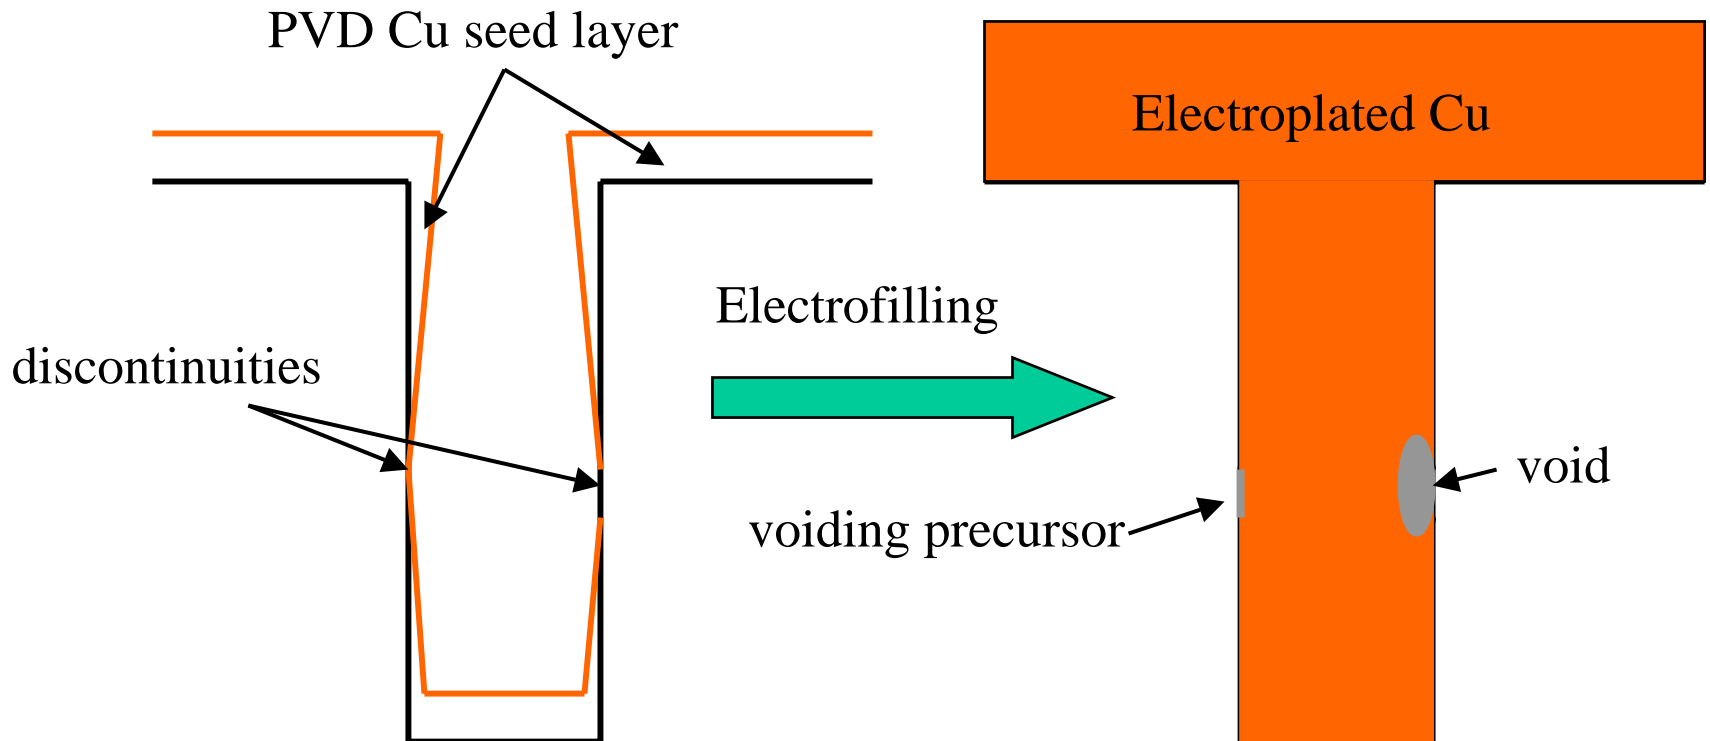 PVD Cu seed layer
Electroplated Cu
Electrofilling
discontinuities
void
voiding precursor